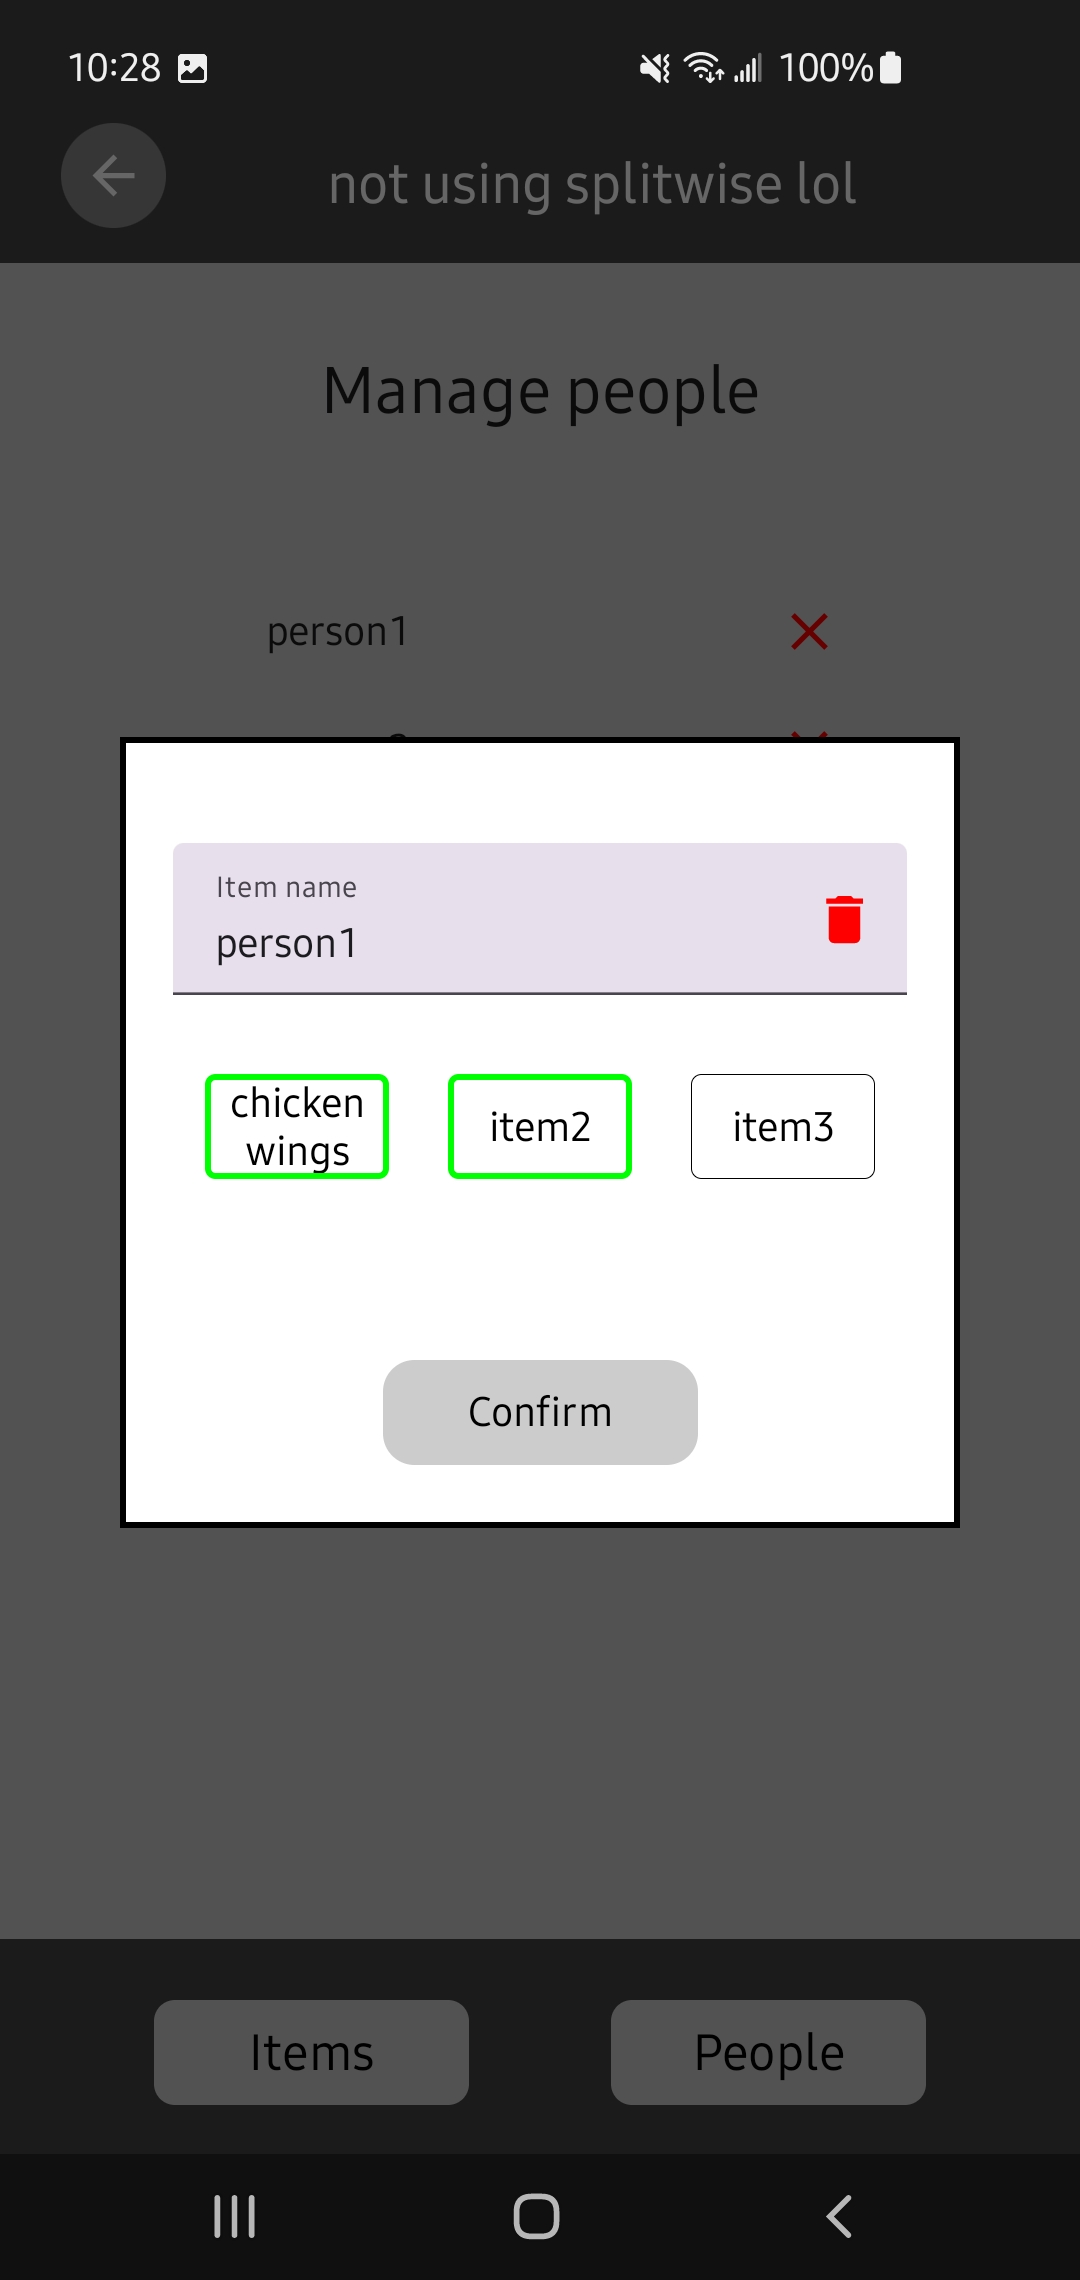 10:28
100%
not using splitwise lol
Manage people
person1
Item name
person1
chicken
wings
item2
item3
Confirm
Items
People